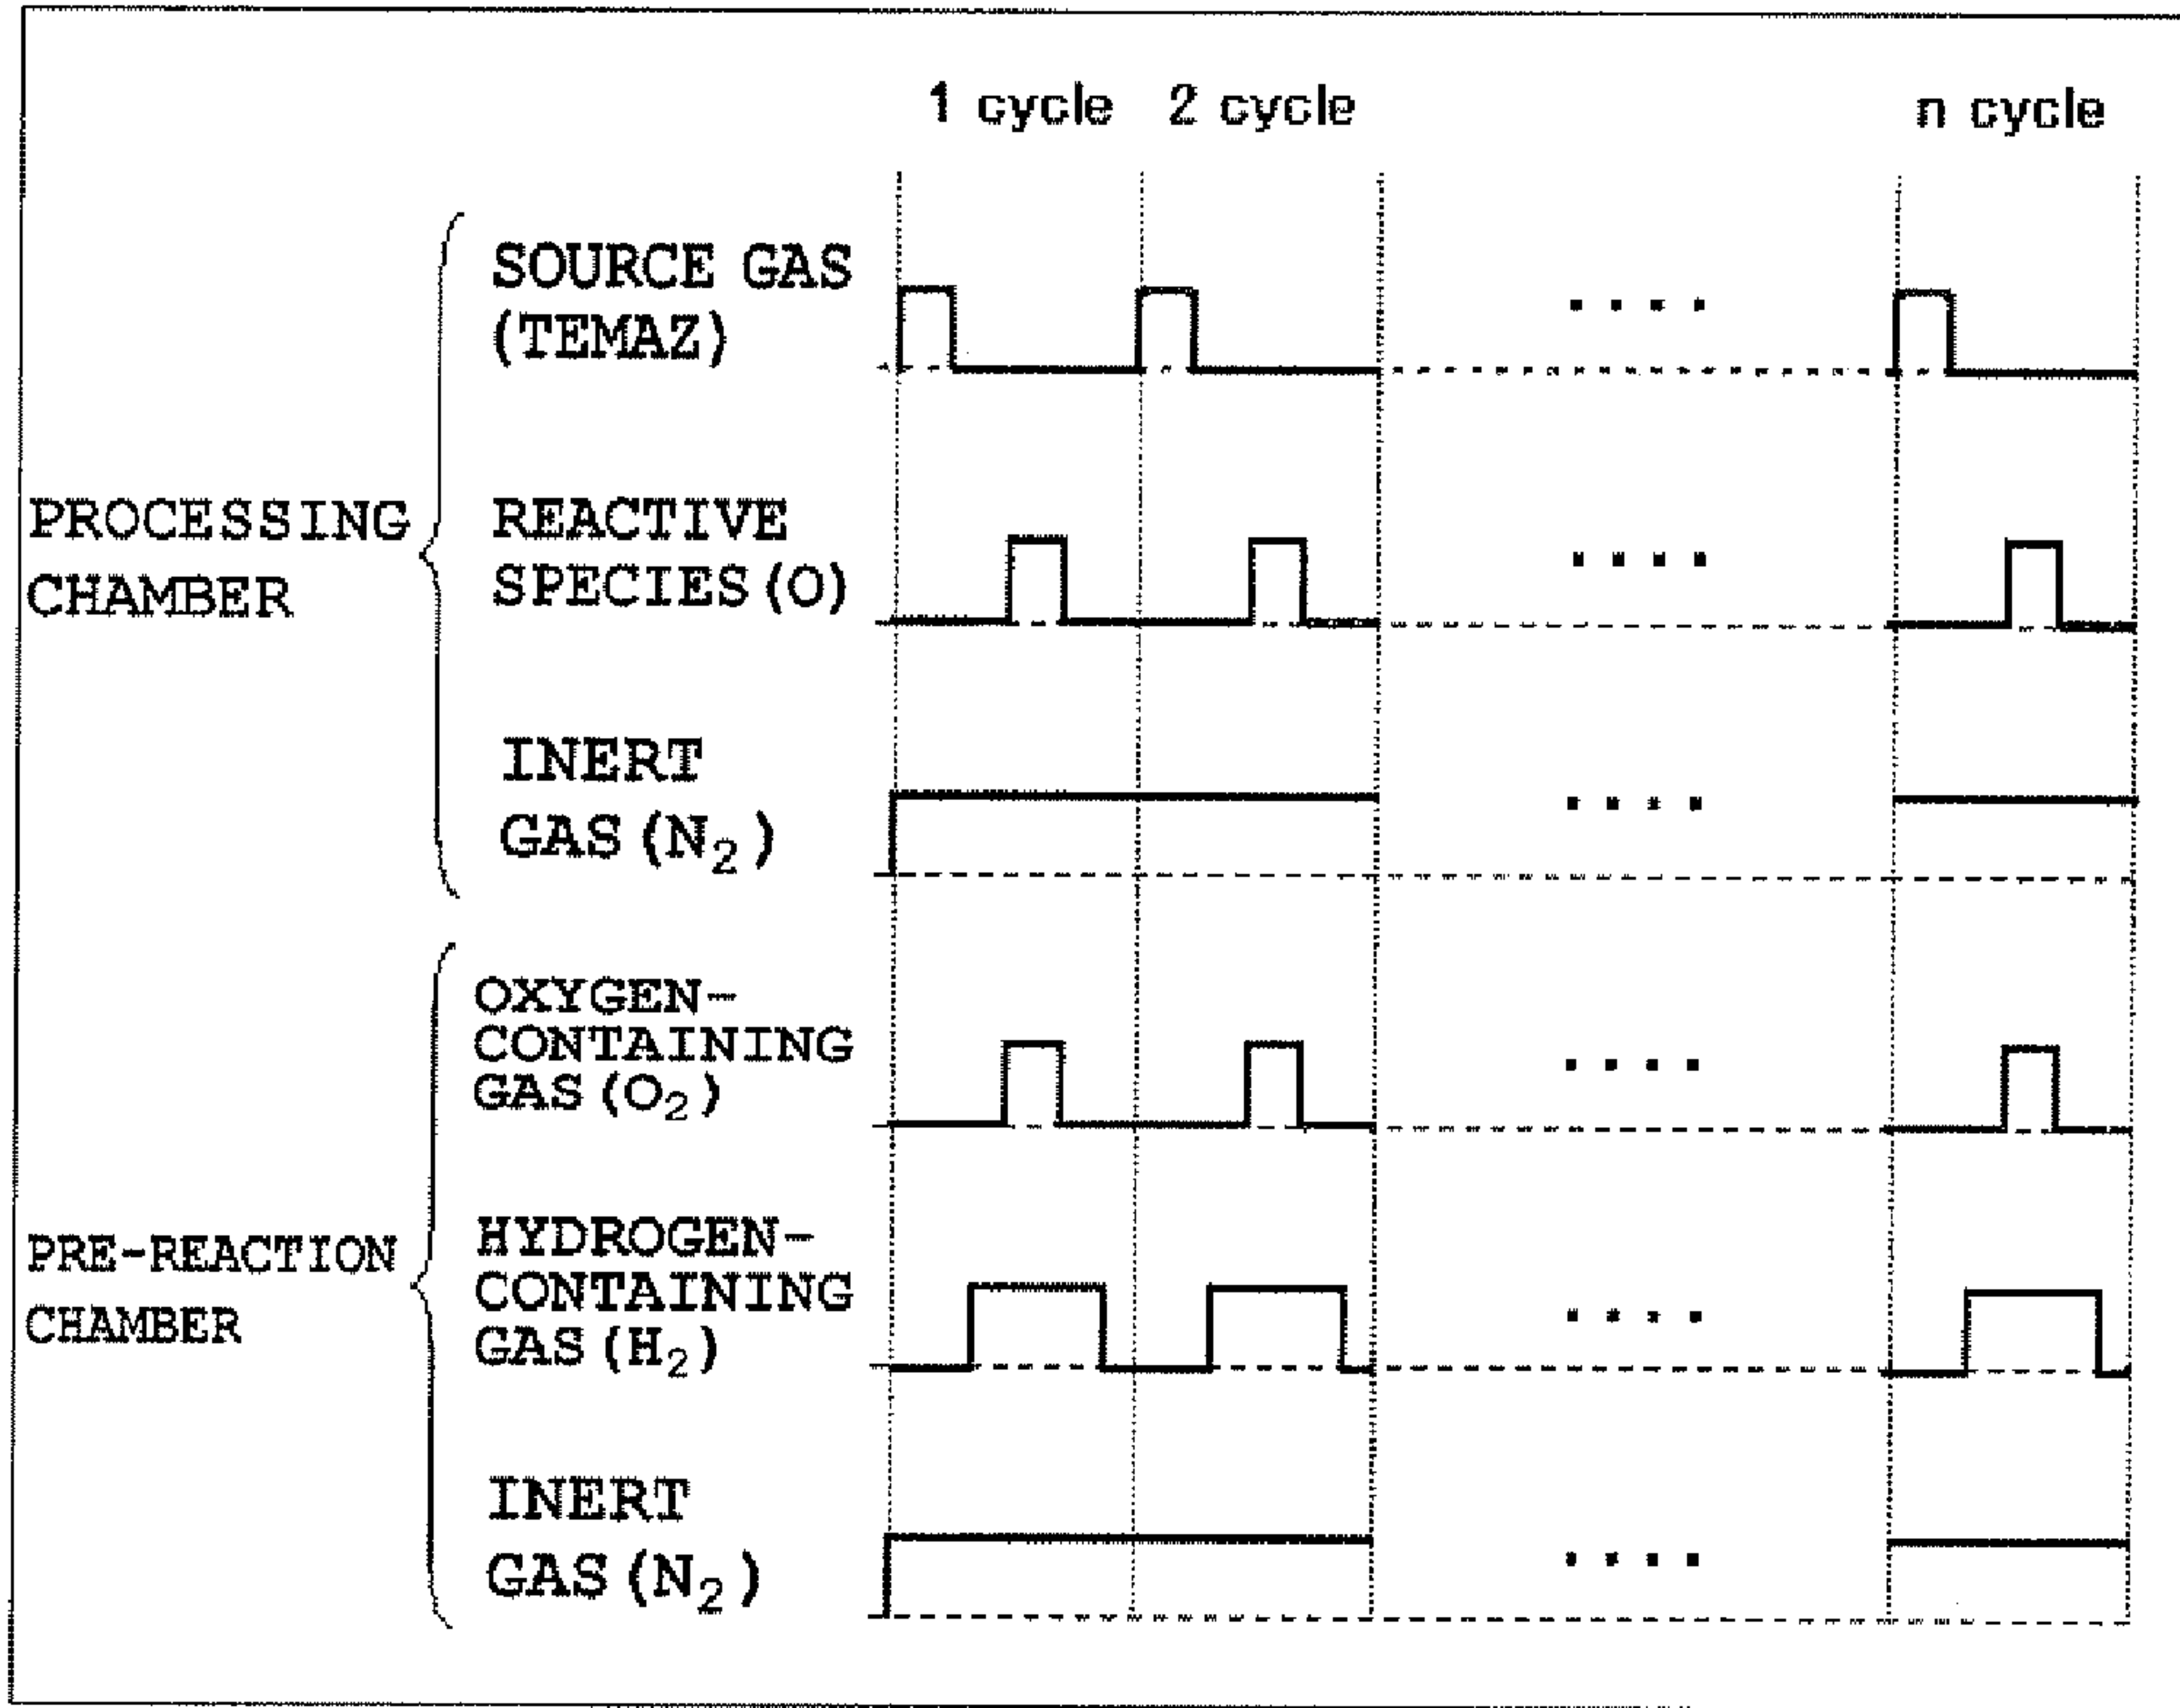 1 cycle 2 cycle n cycle
SOURCE GAS
(TEMAZ)
PROCESSING
CHAMBER
REACTIVE
SPECIES(O)
INERT
GAS(N₂)
OXYGEN-
CONTAINING
GAS(O₂)
PRE-REACTION
CHAMBER
HYDROGEN-
CONTAINING
GAS(H₂)
INERT
GAS(N₂)